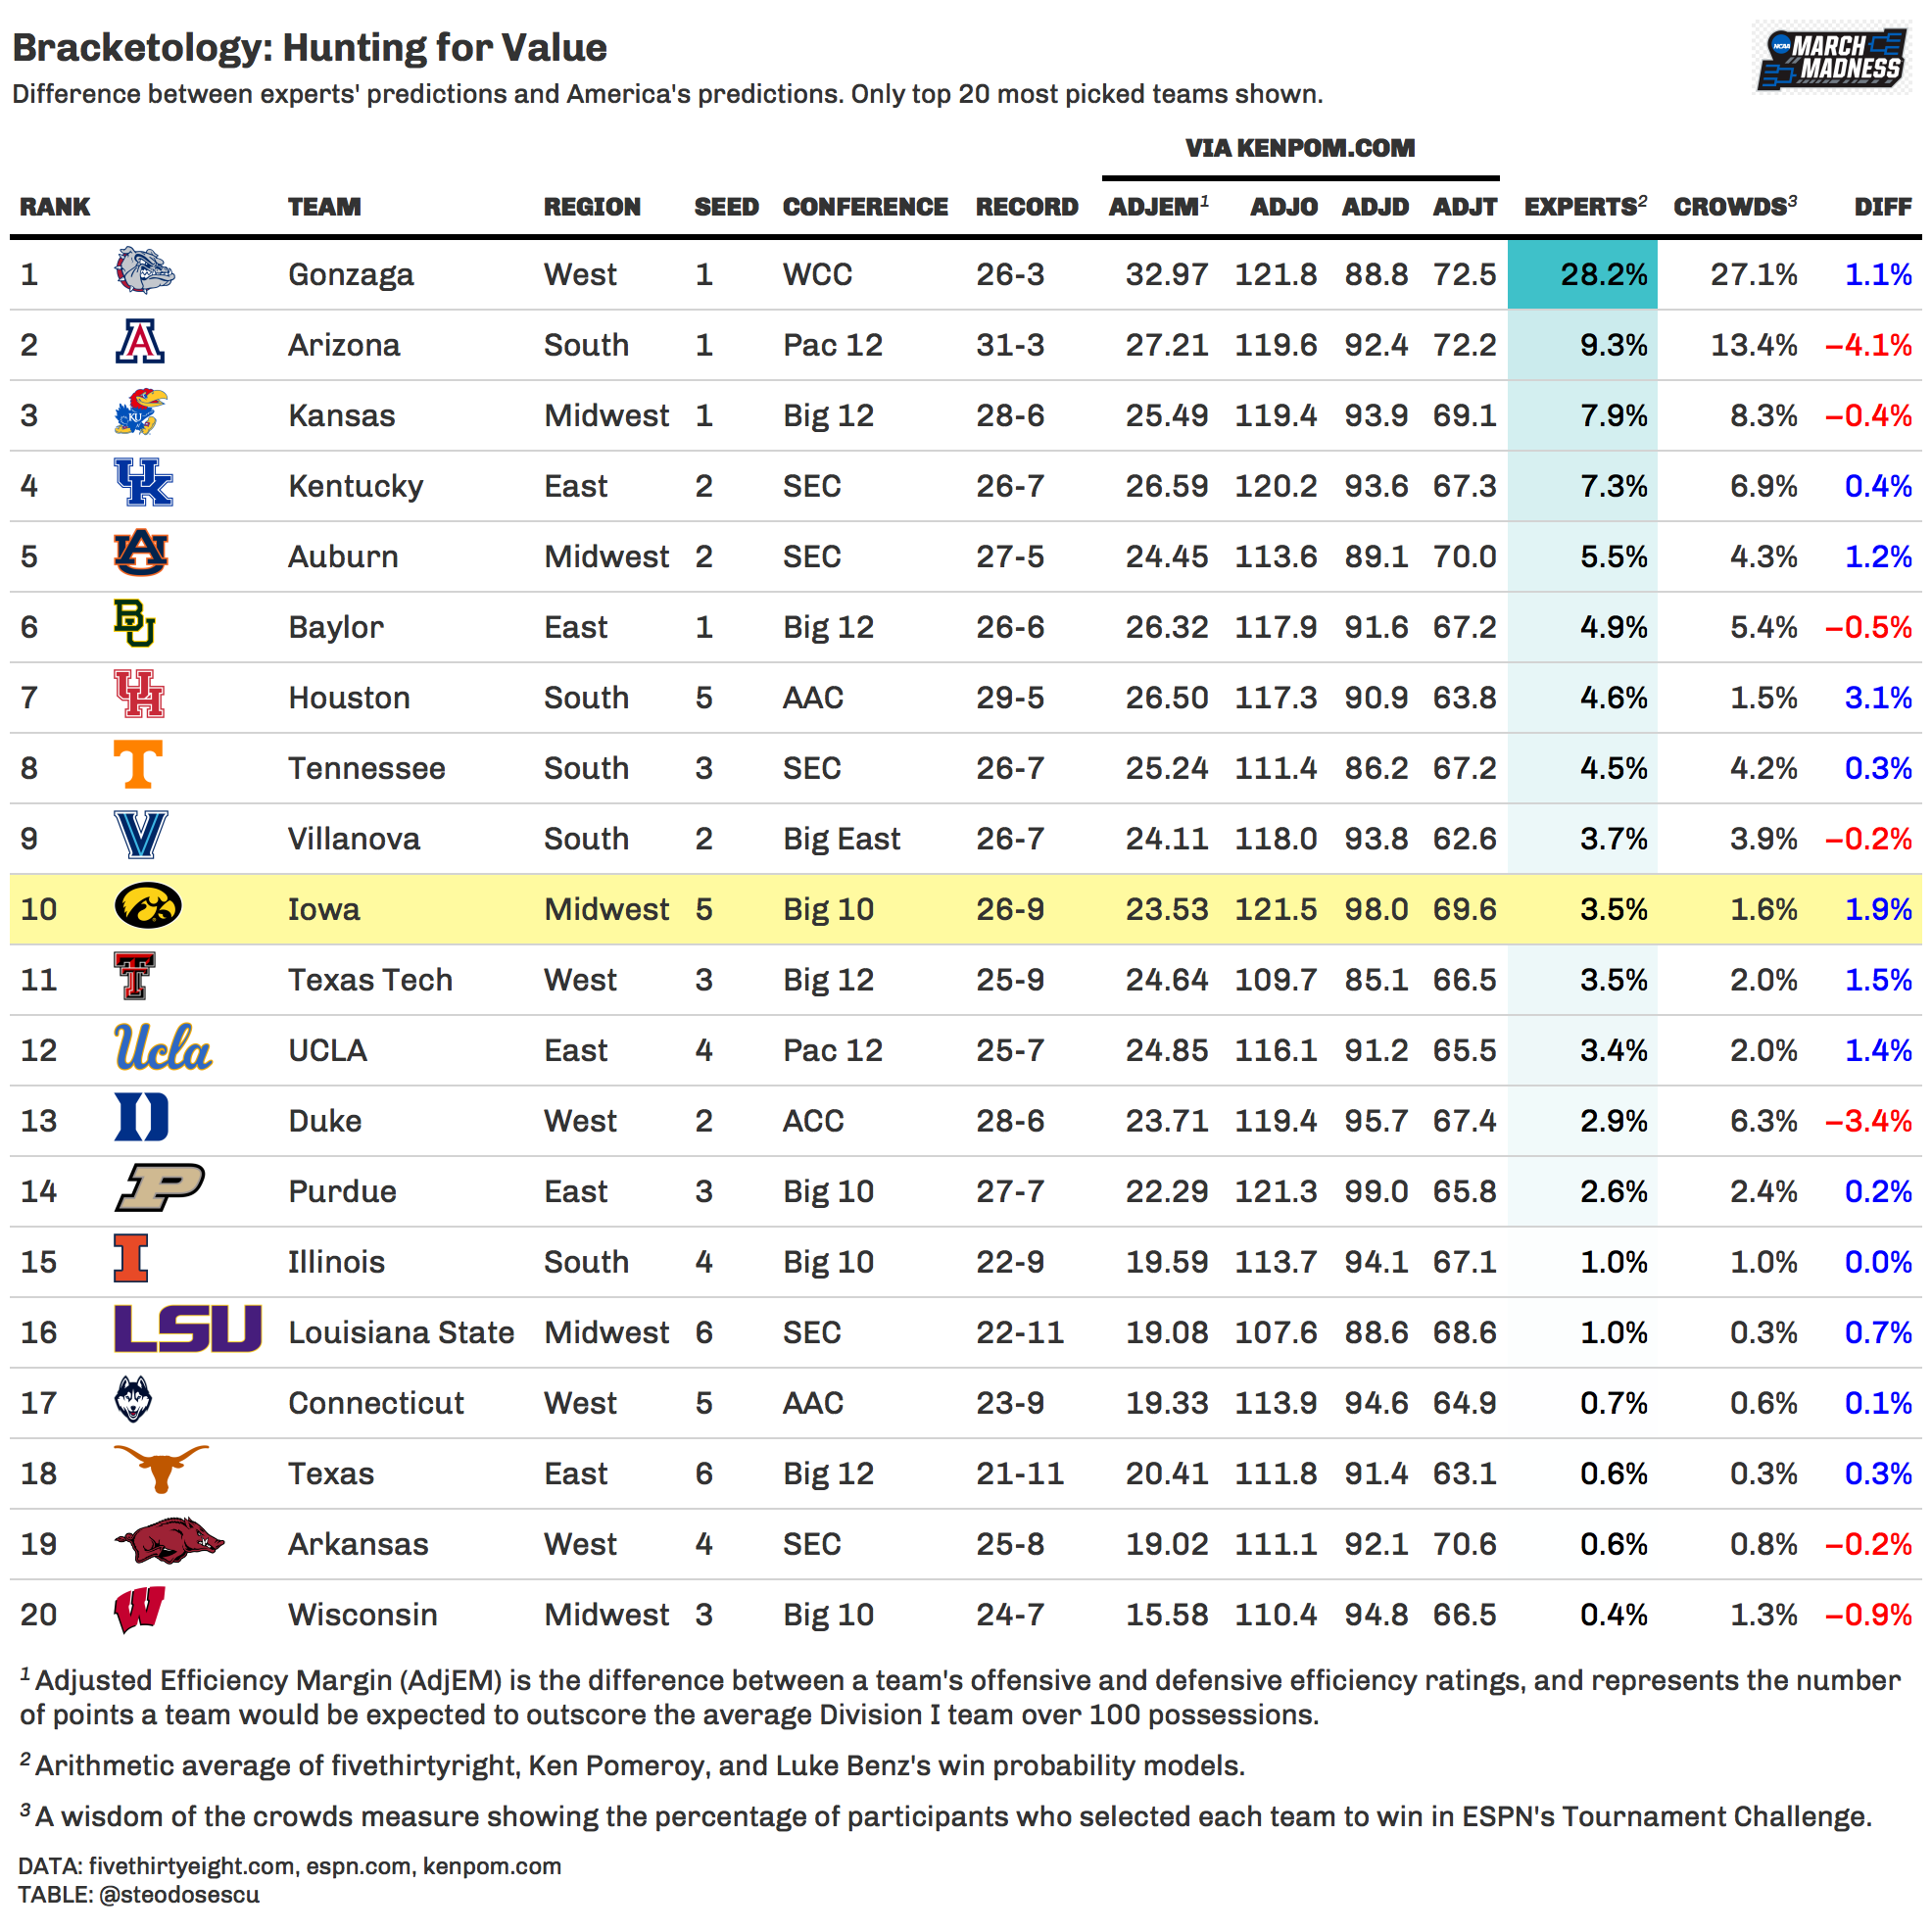 Bracketology: Hunting for Value
NCAA MARCH MADNESS
Difference between experts' predictions and America's predictions. Only top 20 most picked teams shown.
VIA KENPOM.COM
RANK TEAM REGION SEED CONFERENCE RECORD ADJEM1 ADJO ADJD ADJT EXPERTS2 CROWDS3 DIFF
1 Gonzaga West 1 WCC 26-3 32.97 121.8 88.8 72.5 28.2% 27.1% 1.1%
2 A Arizona South 1 Pac 12 31-3 27.21 119.6 92.4 72.2 9.3% 13.4% −4.1%
3 KU Kansas Midwest 1 Big 12 28-6 25.49 119.4 93.9 69.1 7.9% 8.3% −0.4%
4 UK Kentucky East 2 SEC 26-7 26.59 120.2 93.6 67.3 7.3% 6.9% 0.4%
5 AU Auburn Midwest 2 SEC 27-5 24.45 113.6 89.1 70.0 5.5% 4.3% 1.2%
6 BU Baylor East 1 Big 12 26-6 26.32 117.9 91.6 67.2 4.9% 5.4% −0.5%
7 UH Houston South 5 AAC 29-5 26.50 117.3 90.9 63.8 4.6% 1.5% 3.1%
8 T Tennessee South 3 SEC 26-7 25.24 111.4 86.2 67.2 4.5% 4.2% 0.3%
9 V Villanova South 2 Big East 26-7 24.11 118.0 93.8 62.6 3.7% 3.9% −0.2%
10 Iowa Midwest 5 Big 10 26-9 23.53 121.5 98.0 69.6 3.5% 1.6% 1.9%
11 TT Texas Tech West 3 Big 12 25-9 24.64 109.7 85.1 66.5 3.5% 2.0% 1.5%
12 Ucla UCLA East 4 Pac 12 25-7 24.85 116.1 91.2 65.5 3.4% 2.0% 1.4%
13 D Duke West 2 ACC 28-6 23.71 119.4 95.7 67.4 2.9% 6.3% −3.4%
14 P Purdue East 3 Big 10 27-7 22.29 121.3 99.0 65.8 2.6% 2.4% 0.2%
15 I Illinois South 4 Big 10 22-9 19.59 113.7 94.1 67.1 1.0% 1.0% 0.0%
16 LSU Louisiana State Midwest 6 SEC 22-11 19.08 107.6 88.6 68.6 1.0% 0.3% 0.7%
17 Connecticut West 5 AAC 23-9 19.33 113.9 94.6 64.9 0.7% 0.6% 0.1%
18 Texas East 6 Big 12 21-11 20.41 111.8 91.4 63.1 0.6% 0.3% 0.3%
19 Arkansas West 4 SEC 25-8 19.02 111.1 92.1 70.6 0.6% 0.8% −0.2%
20 W Wisconsin Midwest 3 Big 10 24-7 15.58 110.4 94.8 66.5 0.4% 1.3% −0.9%
1 Adjusted Efficiency Margin (AdjEM) is the difference between a team's offensive and defensive efficiency ratings, and represents the number
of points a team would be expected to outscore the average Division I team over 100 possessions.
2 Arithmetic average of fivethirtyright, Ken Pomeroy, and Luke Benz's win probability models.
3 A wisdom of the crowds measure showing the percentage of participants who selected each team to win in ESPN's Tournament Challenge.
DATA: fivethirtyeight.com, espn.com, kenpom.com
TABLE: @steodosescu